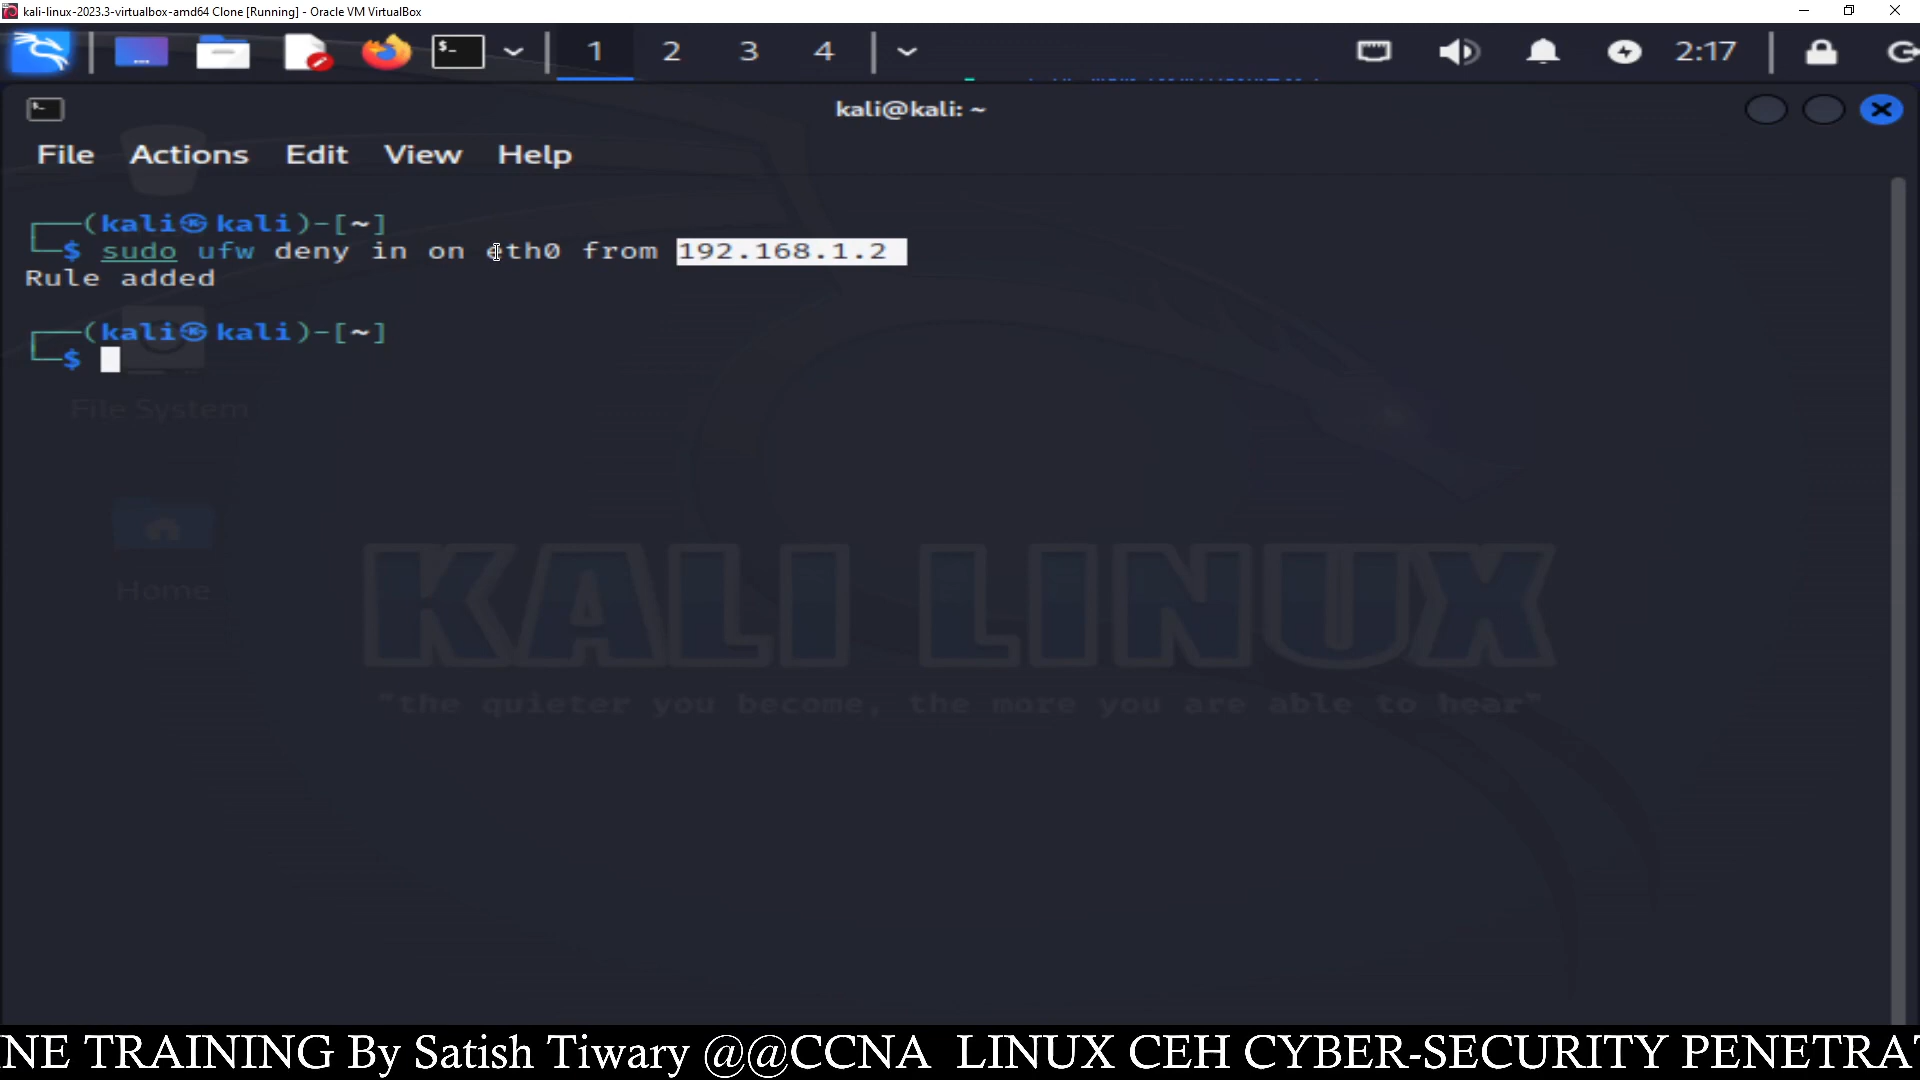 kali-linux-2023.3-virtualbox-amd64 Clone [Running] - Oracle VM VirtualBox
1 2 3 4 2:17
kali@kali: ~
File Actions Edit View Help
┌──(kali㉿kali)-[~]
└─$ sudo ufw deny in on eth0 from 192.168.1.2
Rule added
┌──(kali㉿kali)-[~]
└─$
File System
Home
KALI LINUX
"the quieter you become, the more you are able to hear"
NE TRAINING By Satish Tiwary @@CCNA LINUX CEH CYBER-SECURITY PENETRA